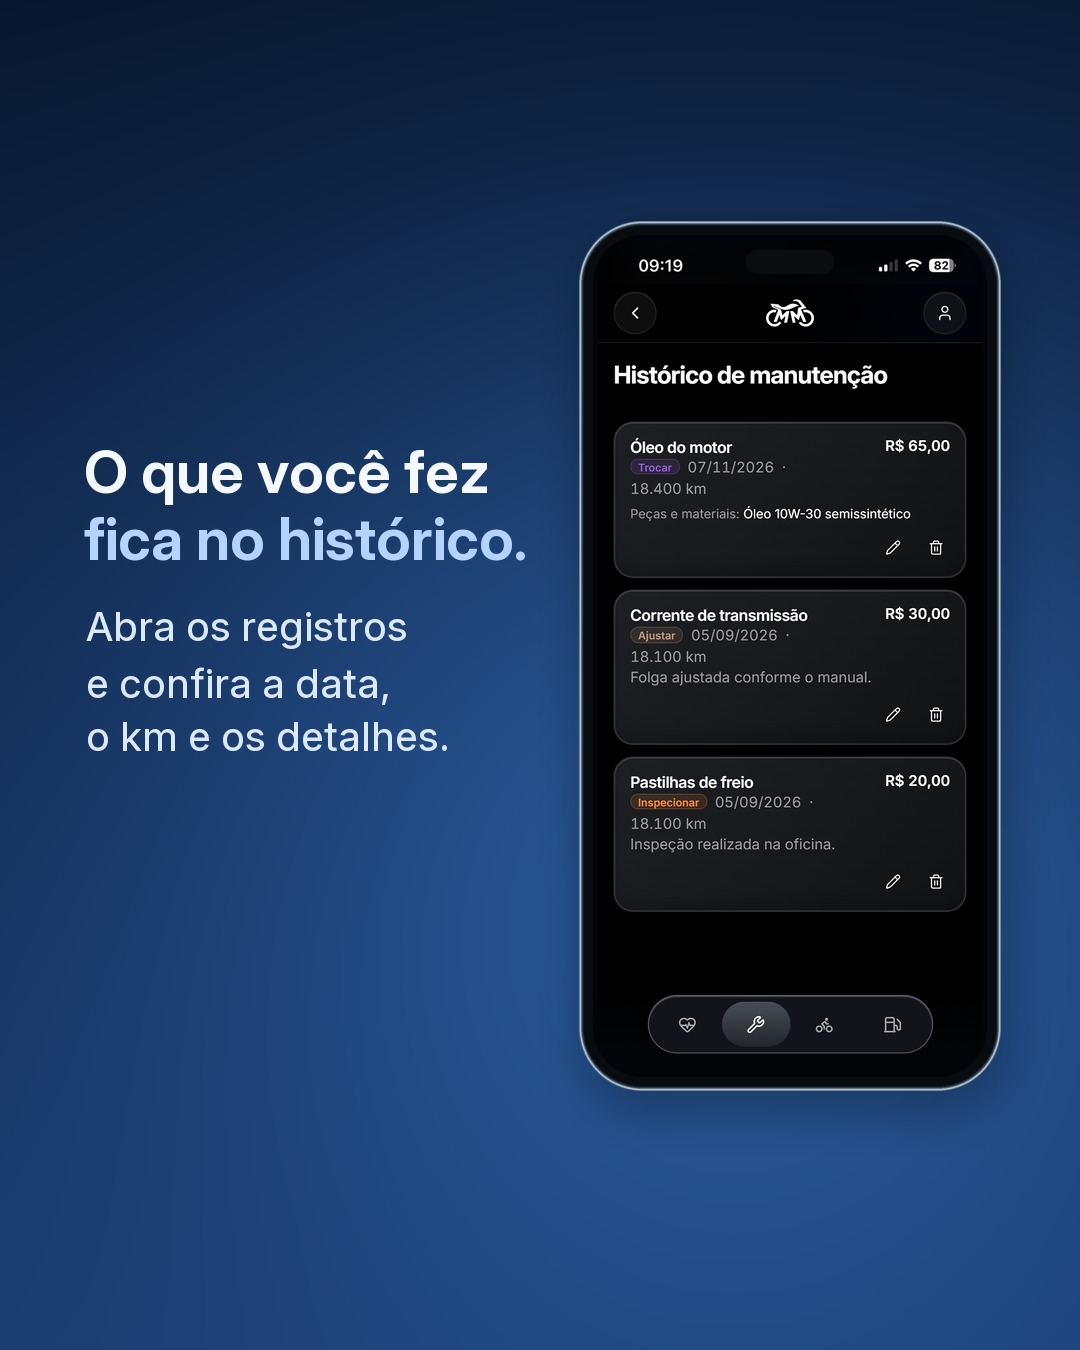 O que você fez
fica no histórico.
Abra os registros
e confira a data,
o km e os detalhes.
09:19
82
MM
Histórico de manutenção
Óleo do motor
R$ 65,00
Trocar 07/11/2026 ·
18.400 km
Peças e materiais: Óleo 10W-30 semissintético
Corrente de transmissão
R$ 30,00
Ajustar 05/09/2026 ·
18.100 km
Folga ajustada conforme o manual.
Pastilhas de freio
R$ 20,00
Inspecionar 05/09/2026 ·
18.100 km
Inspeção realizada na oficina.